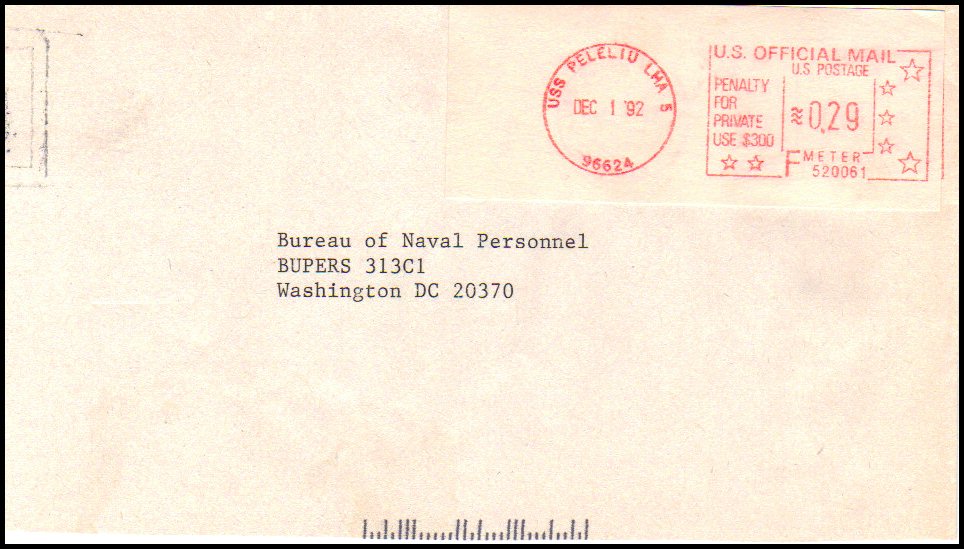 USS PELELIU LHA 5
DEC 1 '92
96624
U.S. OFFICIAL MAIL
U.S. POSTAGE
PENALTY
FOR
PRIVATE
USE $300
0.29
F METER
520061
Bureau of Naval Personnel
BUPERS 313C1
Washington DC 20370